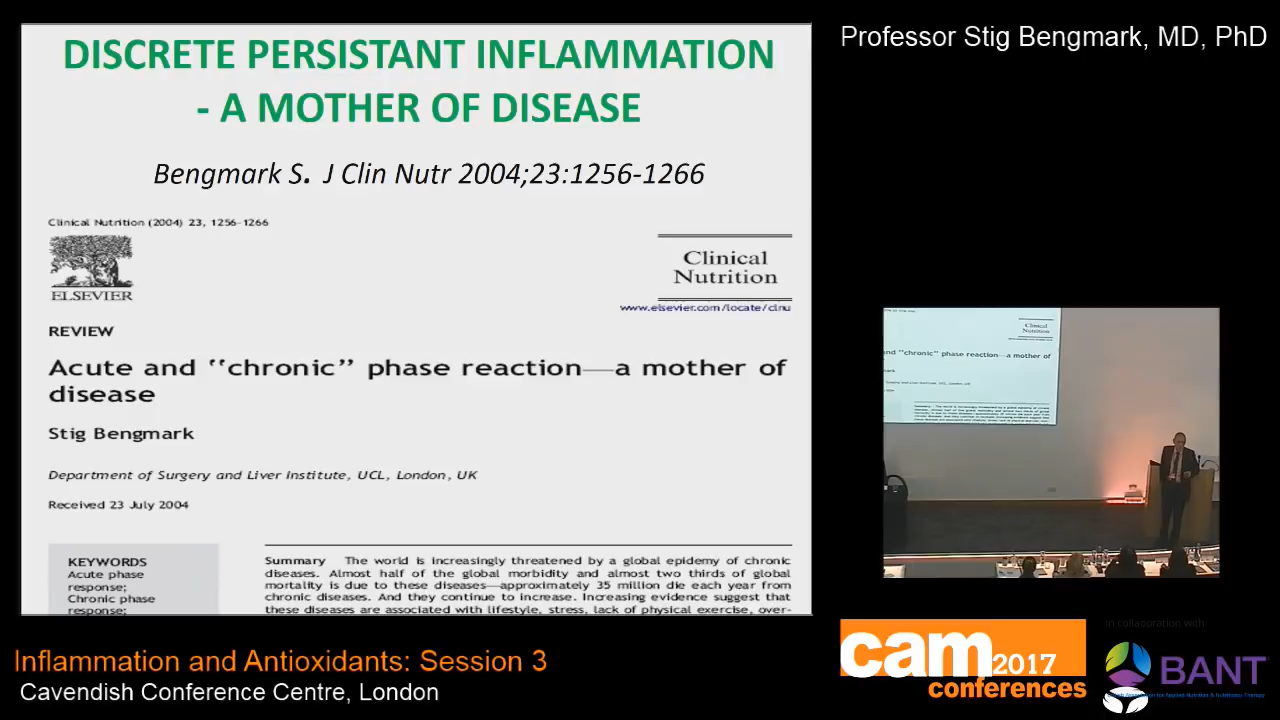 DISCRETE PERSISTANT INFLAMMATION
- A MOTHER OF DISEASE
Bengmark S. J Clin Nutr 2004;23:1256-1266
Clinical Nutrition (2004) 23, 1256-1266
ELSEVIER
Clinical
Nutrition
www.elsevier.com/locate/clnu
REVIEW
Acute and ‘‘chronic’’ phase reaction—a mother of
disease
Stig Bengmark
Department of Surgery and Liver Institute, UCL, London, UK
Received 23 July 2004
KEYWORDS
Acute phase
response;
Chronic phase
response;
Summary The world is increasingly threatened by a global epidemy of chronic
diseases. Almost half of the global morbidity and almost two thirds of global
mortality is due to these diseases—approximately 35 million die each year from
chronic diseases. And they continue to increase. Increasing evidence suggest that
these diseases are associated with lifestyle, stress, lack of physical exercise, over-
Professor Stig Bengmark, MD, PhD
Clinical
Nutrition
and "chronic" phase reaction—a mother of
Inflammation and Antioxidants: Session 3
Cavendish Conference Centre, London
cam 2017
conferences
In collaboration with:
BANT
Association for Applied Nutrition & Nutritional Therapy